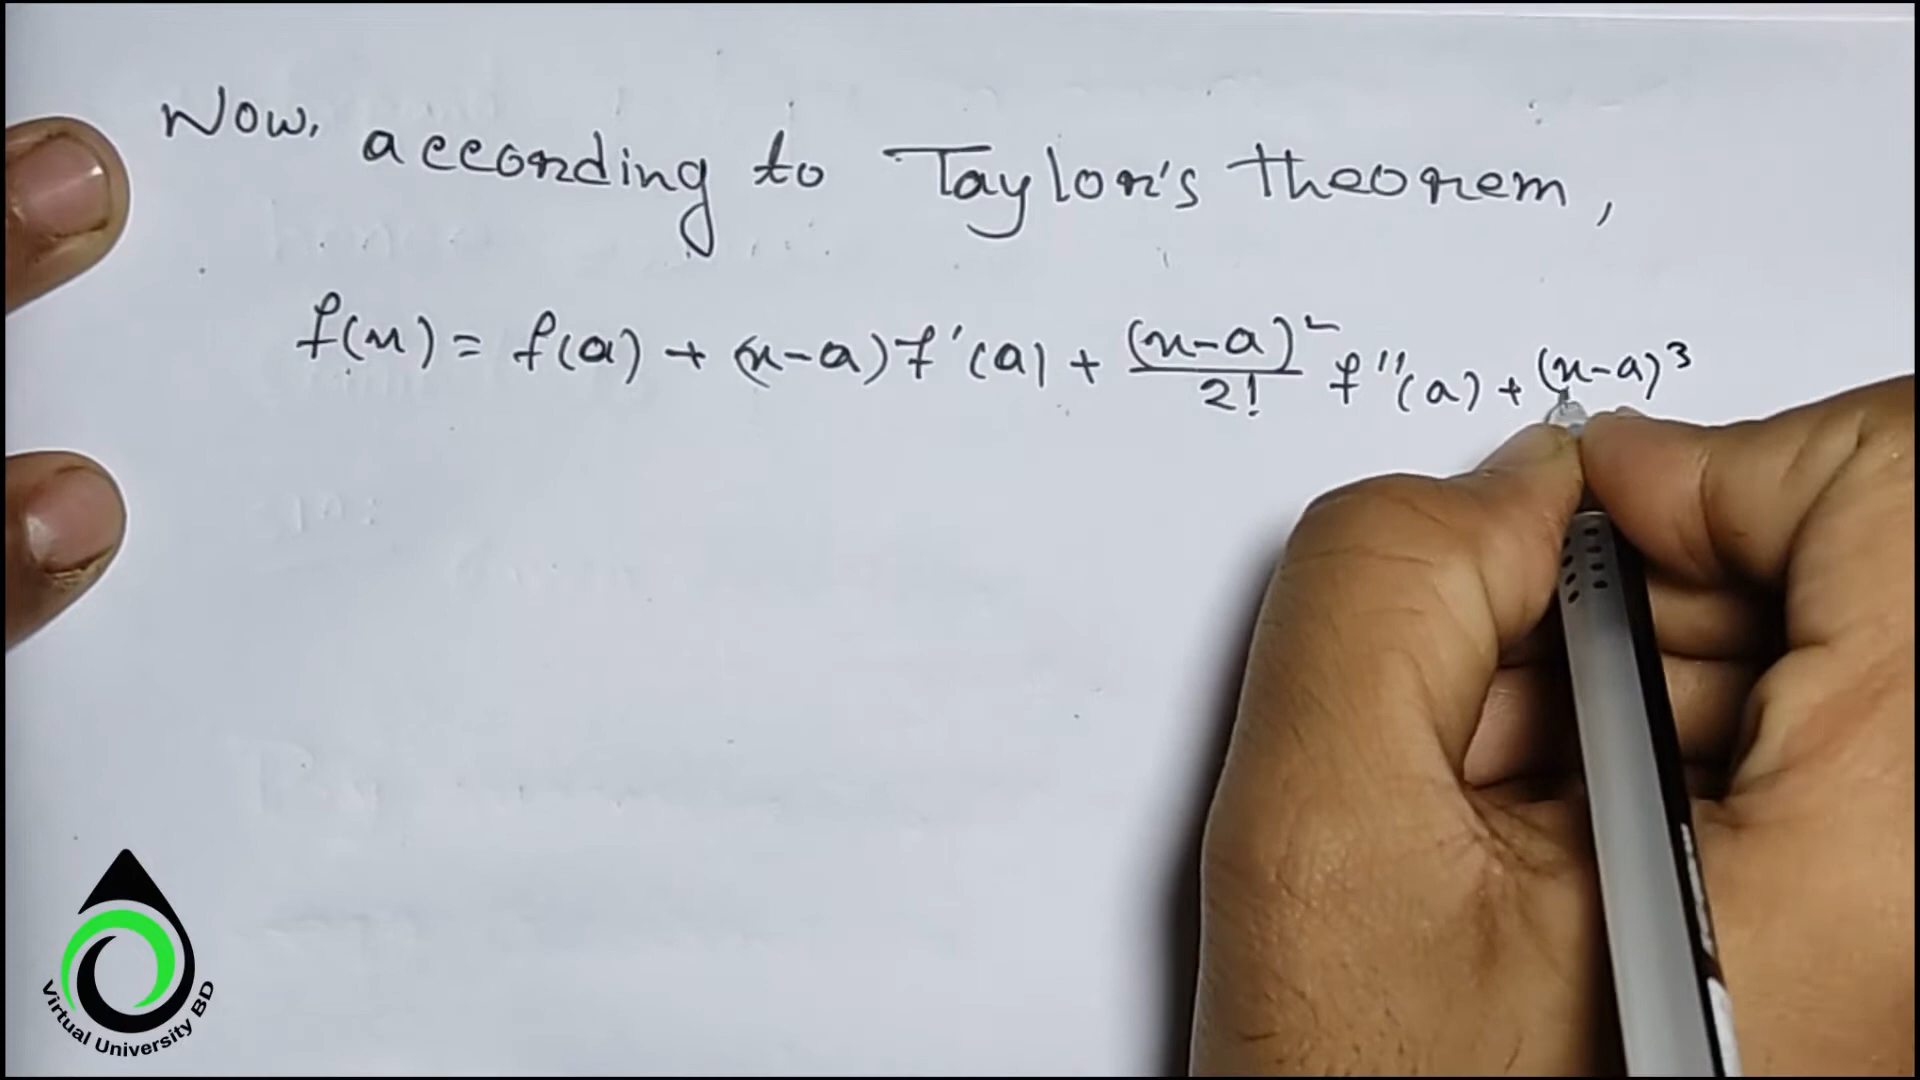 Now, according to Taylor's theorem,
f(x) = f(a) + (x-a) f'(a) + (x-a)²/2! f''(a) + (x-a)³
Virtual University BD